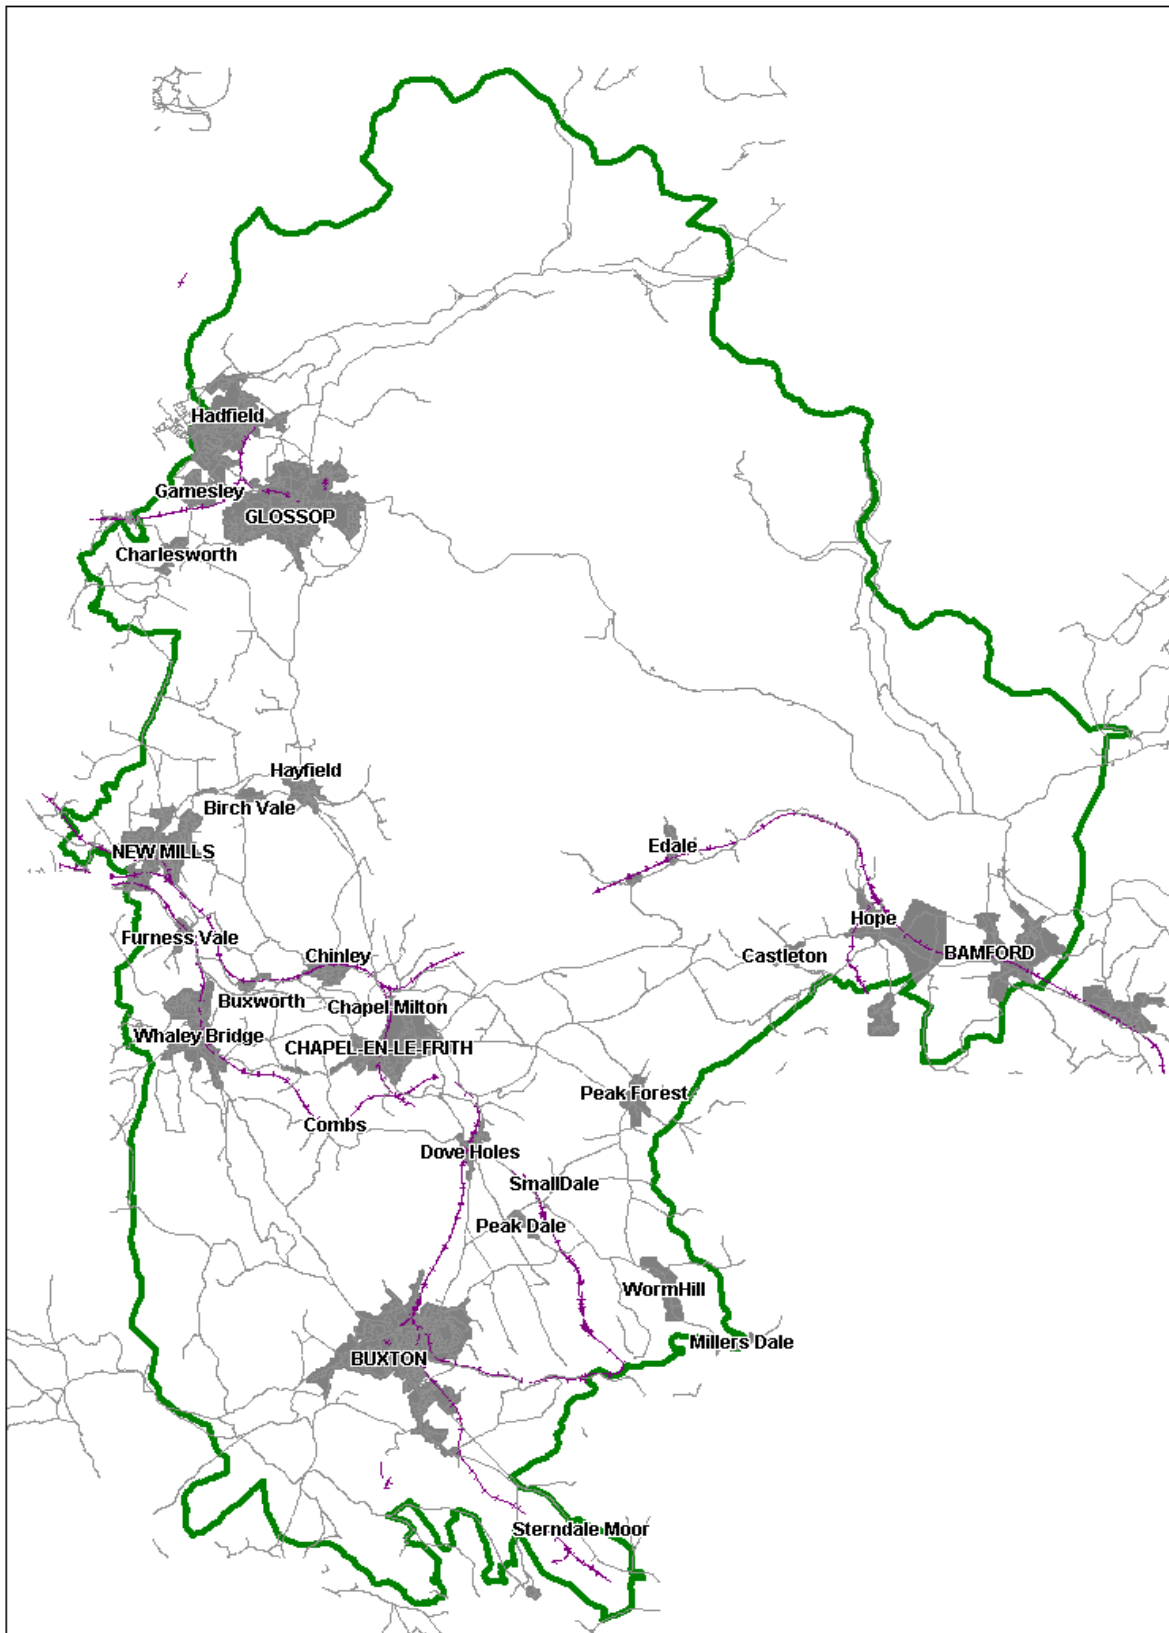 Hadfield
Gamesley
GLOSSOP
Charlesworth
Hayfield
Birch Vale
NEW MILLS
Edale
Hope
Furness Vale
Chinley
Castleton
BAMFORD
Buxworth
Chapel Milton
Whaley Bridge
CHAPEL-EN-LE-FRITH
Peak Forest
Combs
Dove Holes
SmallDale
Peak Dale
WormHill
Millers Dale
BUXTON
Sterndale Moor